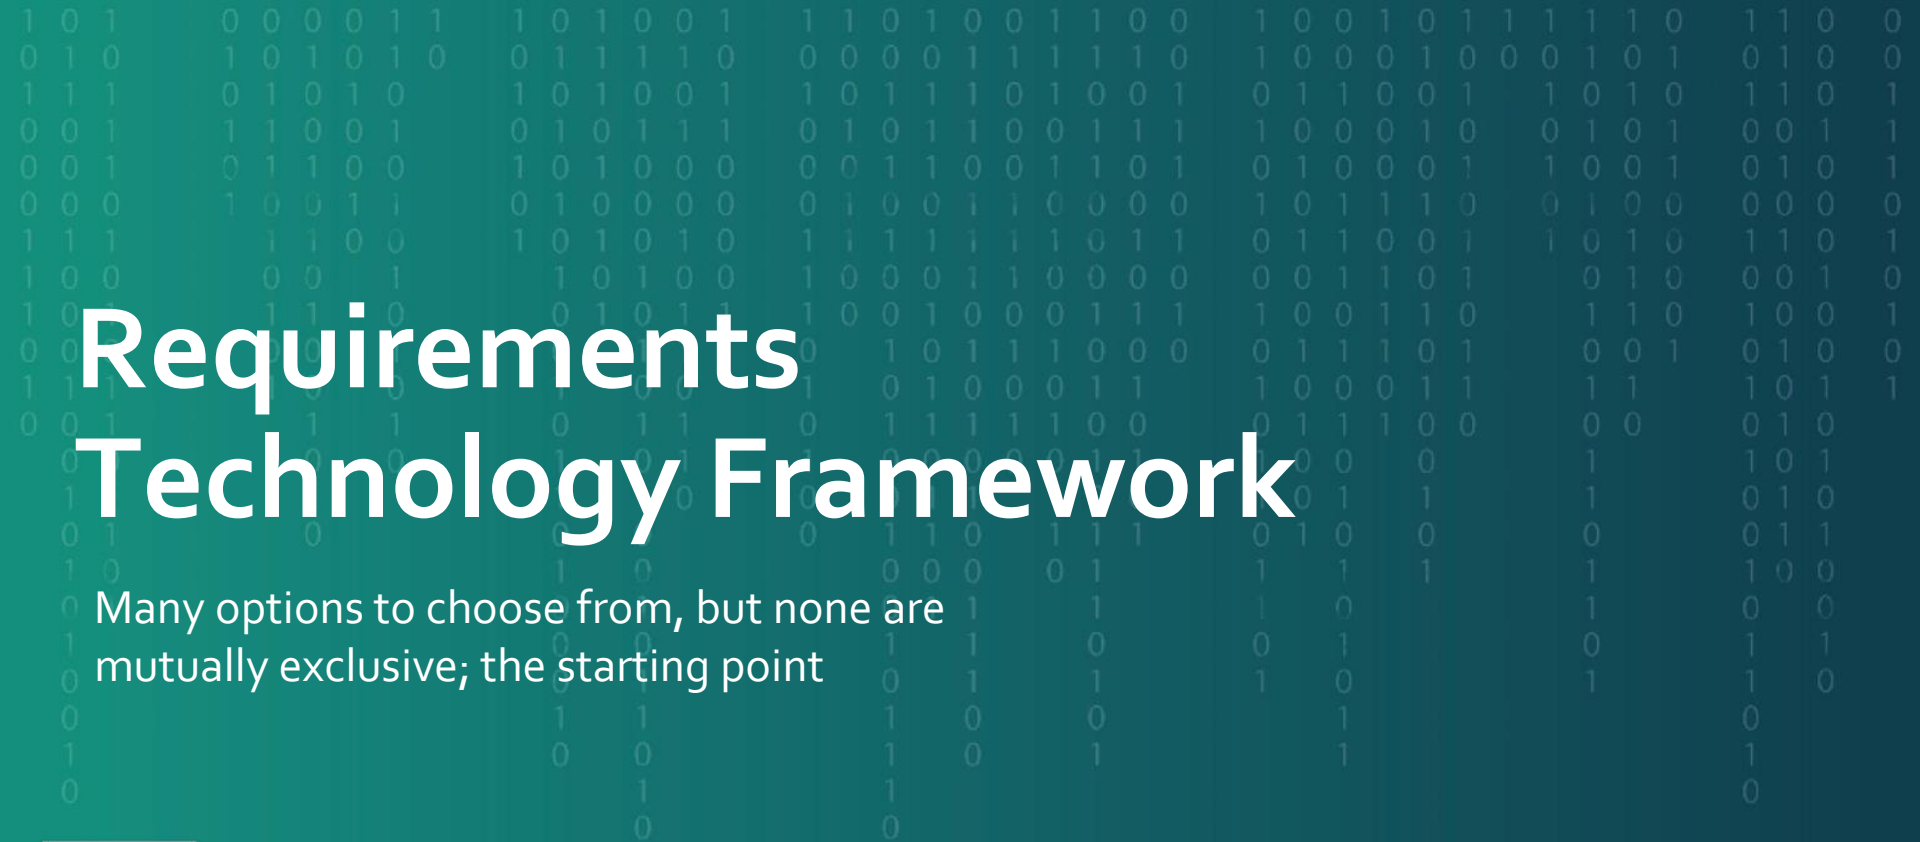 Requirements
Technology Framework
Many options to choose from, but none are
mutually exclusive; the starting point